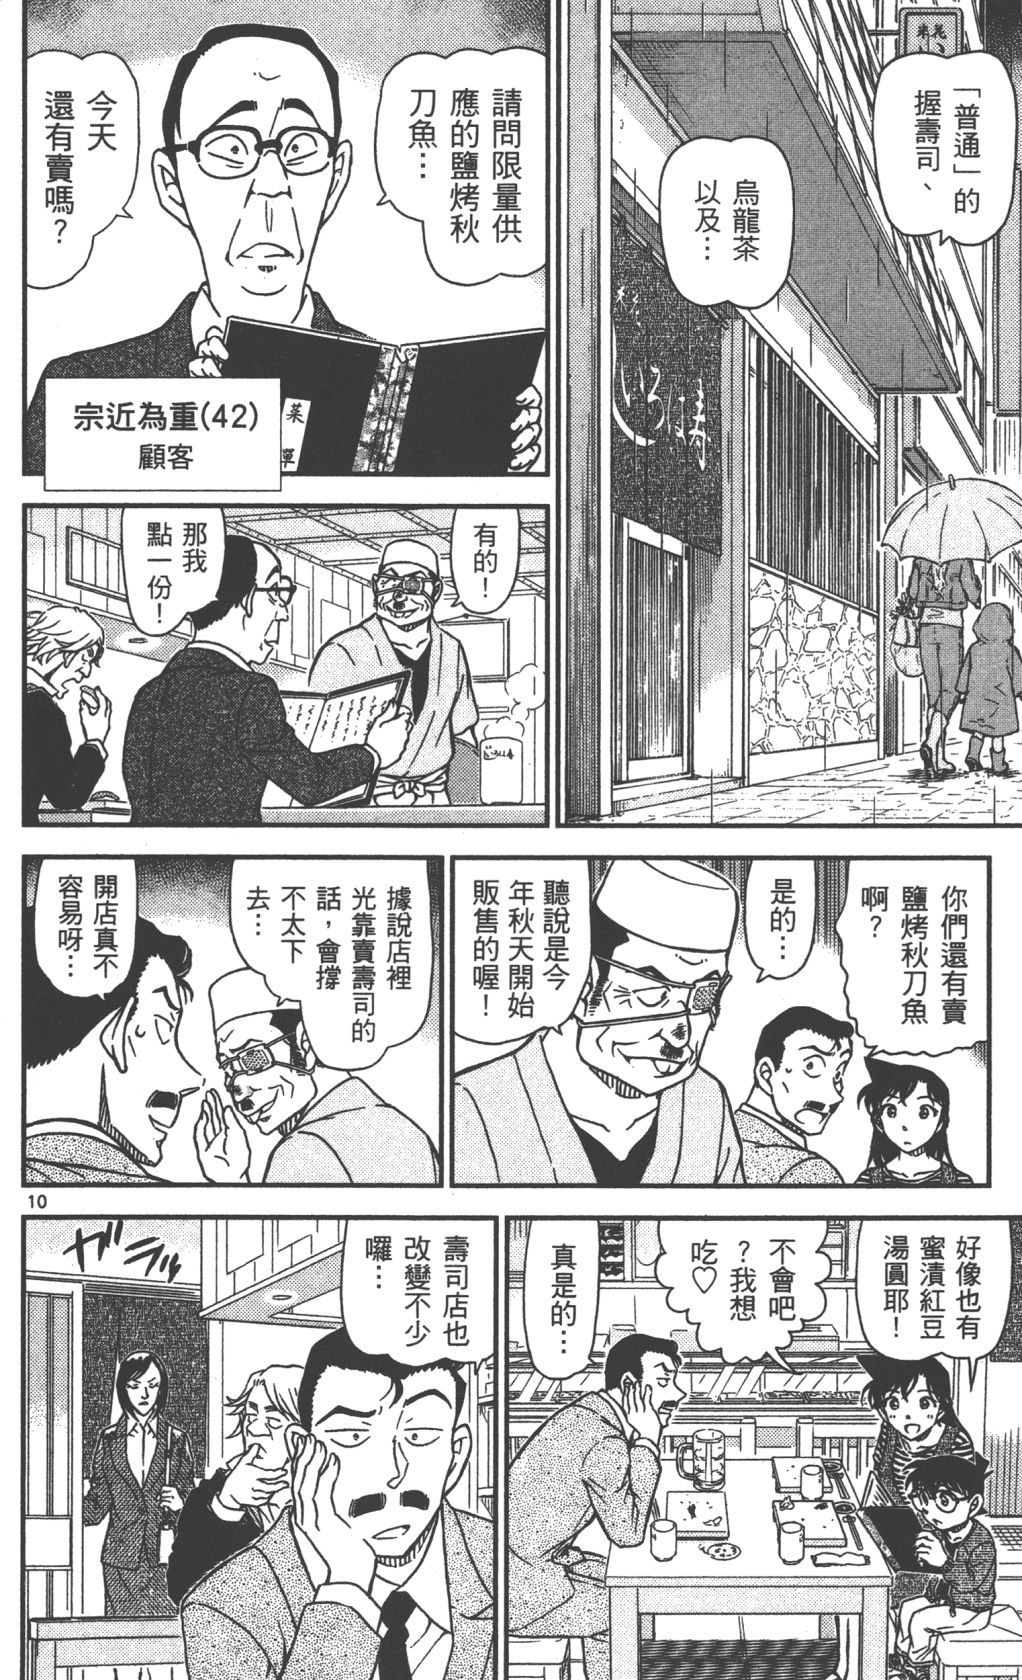 「普通」的
握壽司、
烏龍茶
以及…
請問限量供
應的鹽烤秋
刀魚…
今天
還有賣嗎？
菜單
宗近為重(42)
顧客
有的！
那我
點一份！
你們還有賣
鹽烤秋刀魚
啊？
是的…
聽說是今
年秋天開始
販售的喔！
據說店裡
光靠賣壽司的
話，會撐
不太下
去…
開店真不
容易呀…
10
好像也有
蜜漬紅豆
湯圓耶！
不會吧
？我想
吃♡
真是的…
壽司店也
改變不少
囉…
ガラッ